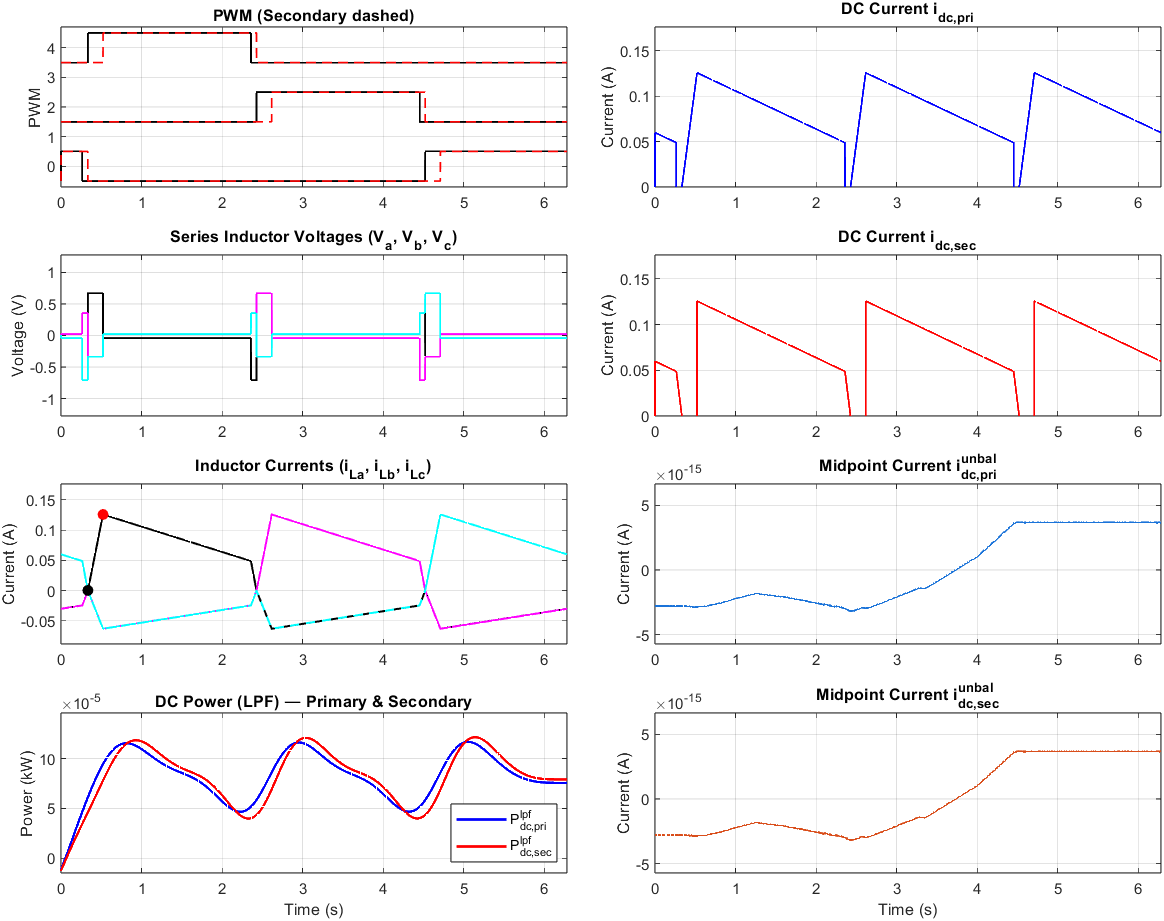 PWM (Secondary dashed)
PWM
4
3
2
1
0
0 1 2 3 4 5 6
DC Current i_dc,pri
Current (A)
0.15
0.1
0.05
0
0 1 2 3 4 5 6
Series Inductor Voltages (V_a, V_b, V_c)
Voltage (V)
1
0.5
0
-0.5
-1
0 1 2 3 4 5 6
DC Current i_dc,sec
Current (A)
0.15
0.1
0.05
0
0 1 2 3 4 5 6
Inductor Currents (i_La, i_Lb, i_Lc)
Current (A)
0.15
0.1
0.05
0
-0.05
0 1 2 3 4 5 6
Midpoint Current i^unbal_dc,pri
×10^-15
Current (A)
5
0
-5
0 1 2 3 4 5 6
DC Power (LPF) — Primary & Secondary
×10^-5
Power (kW)
10
5
0
P^lpf_dc,pri
P^lpf_dc,sec
0 1 2 3 4 5 6
Time (s)
Midpoint Current i^unbal_dc,sec
×10^-15
Current (A)
5
0
-5
0 1 2 3 4 5 6
Time (s)